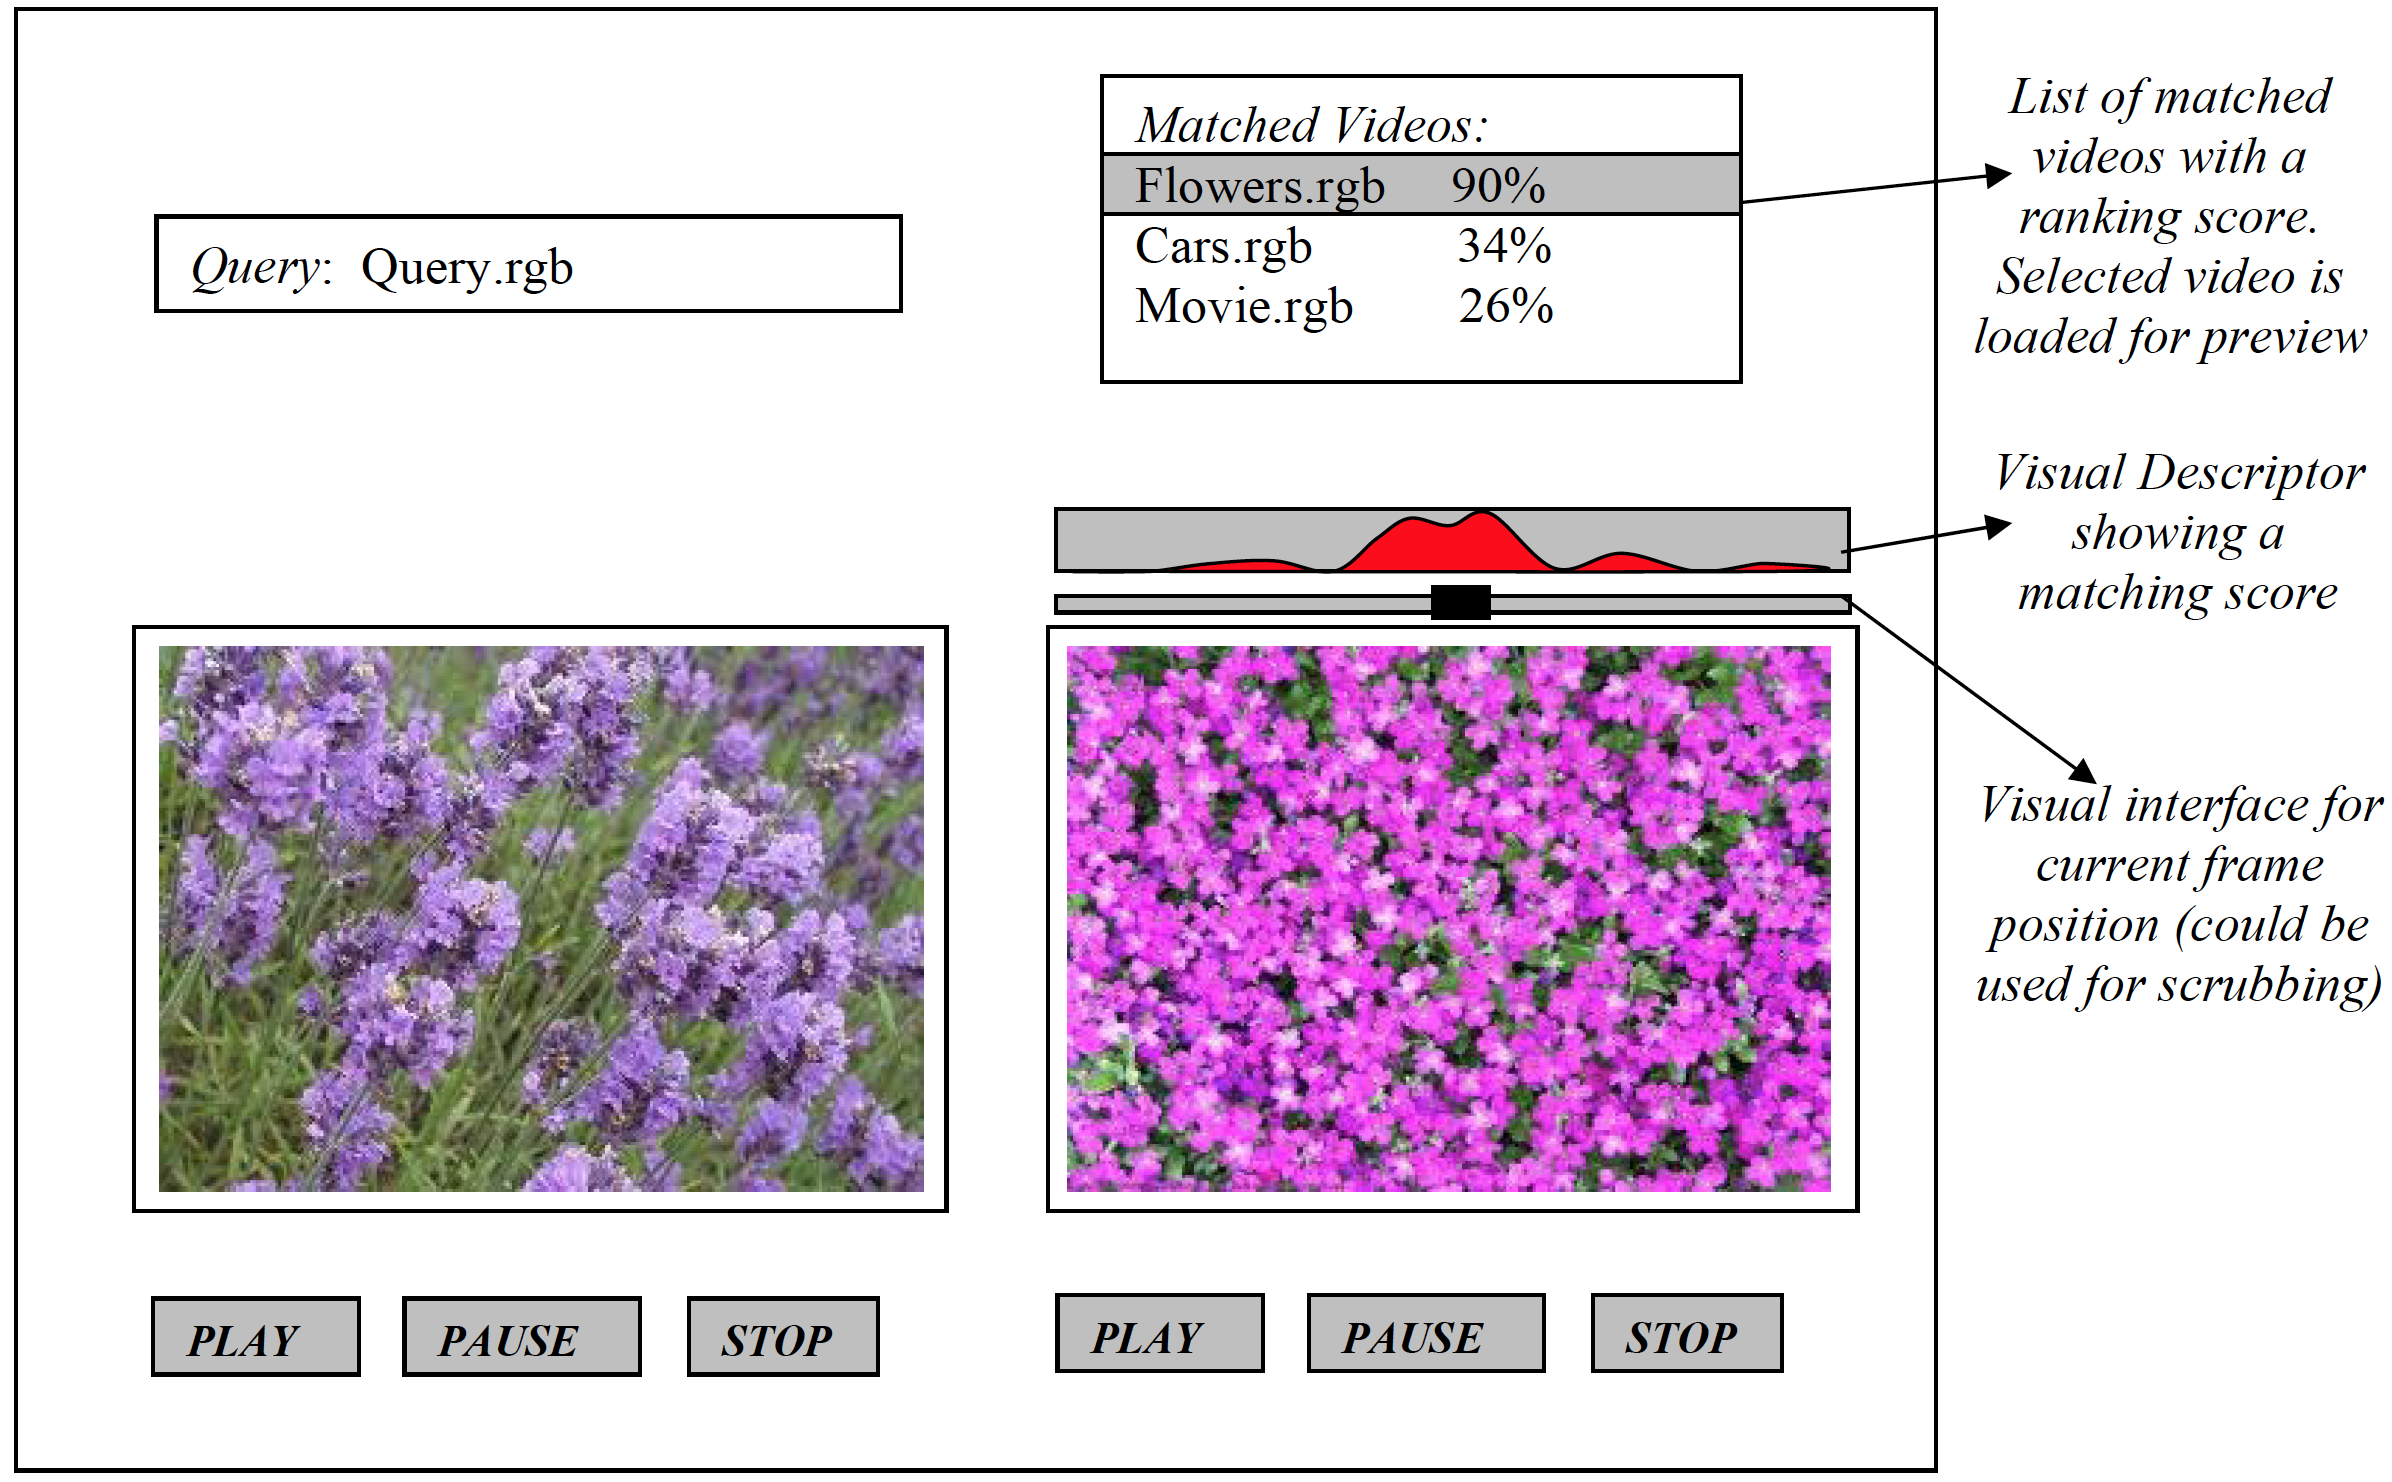 Query: Query.rgb
Matched Videos:
Flowers.rgb 90%
Cars.rgb 34%
Movie.rgb 26%
List of matched
videos with a
ranking score.
Selected video is
loaded for preview
Visual Descriptor
showing a
matching score
Visual interface for
current frame
position (could be
used for scrubbing)
PLAY PAUSE STOP
PLAY PAUSE STOP